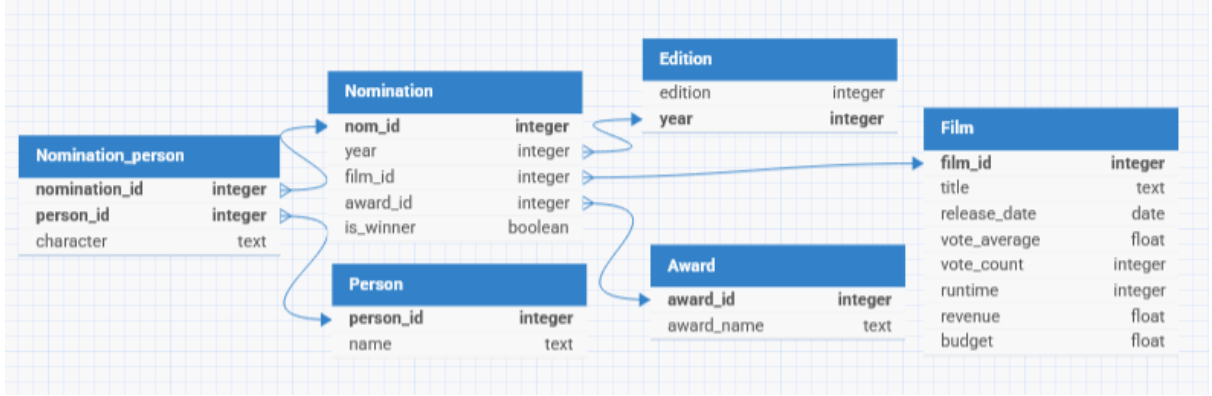 Nomination_person
nomination_id integer
person_id integer
character text
Nomination
nom_id integer
year integer
film_id integer
award_id integer
is_winner boolean
Person
person_id integer
name text
Edition
edition integer
year integer
Award
award_id integer
award_name text
Film
film_id integer
title text
release_date date
vote_average float
vote_count integer
runtime integer
revenue float
budget float